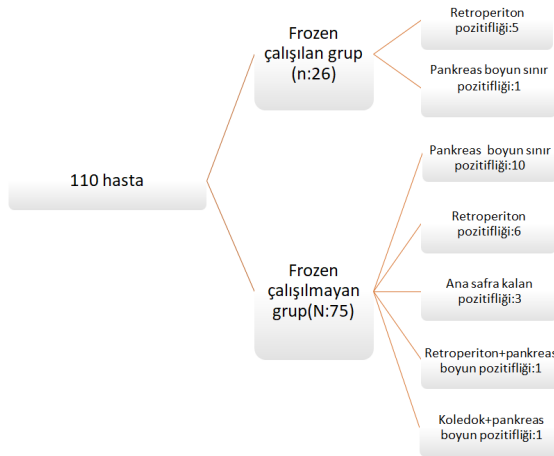 110 hasta
Frozen
çalışılan grup
(n:26)
Retroperiton
pozitifliği:5
Pankreas boyun sınır
pozitifliği:1
Frozen
çalışılmayan
grup(N:75)
Pankreas boyun sınır
pozitifliği:10
Retroperiton
pozitifliği:6
Ana safra kalan
pozitifliği:3
Retroperiton+pankreas
boyun pozitifliği:1
Koledok+pankreas
boyun pozitifliği:1